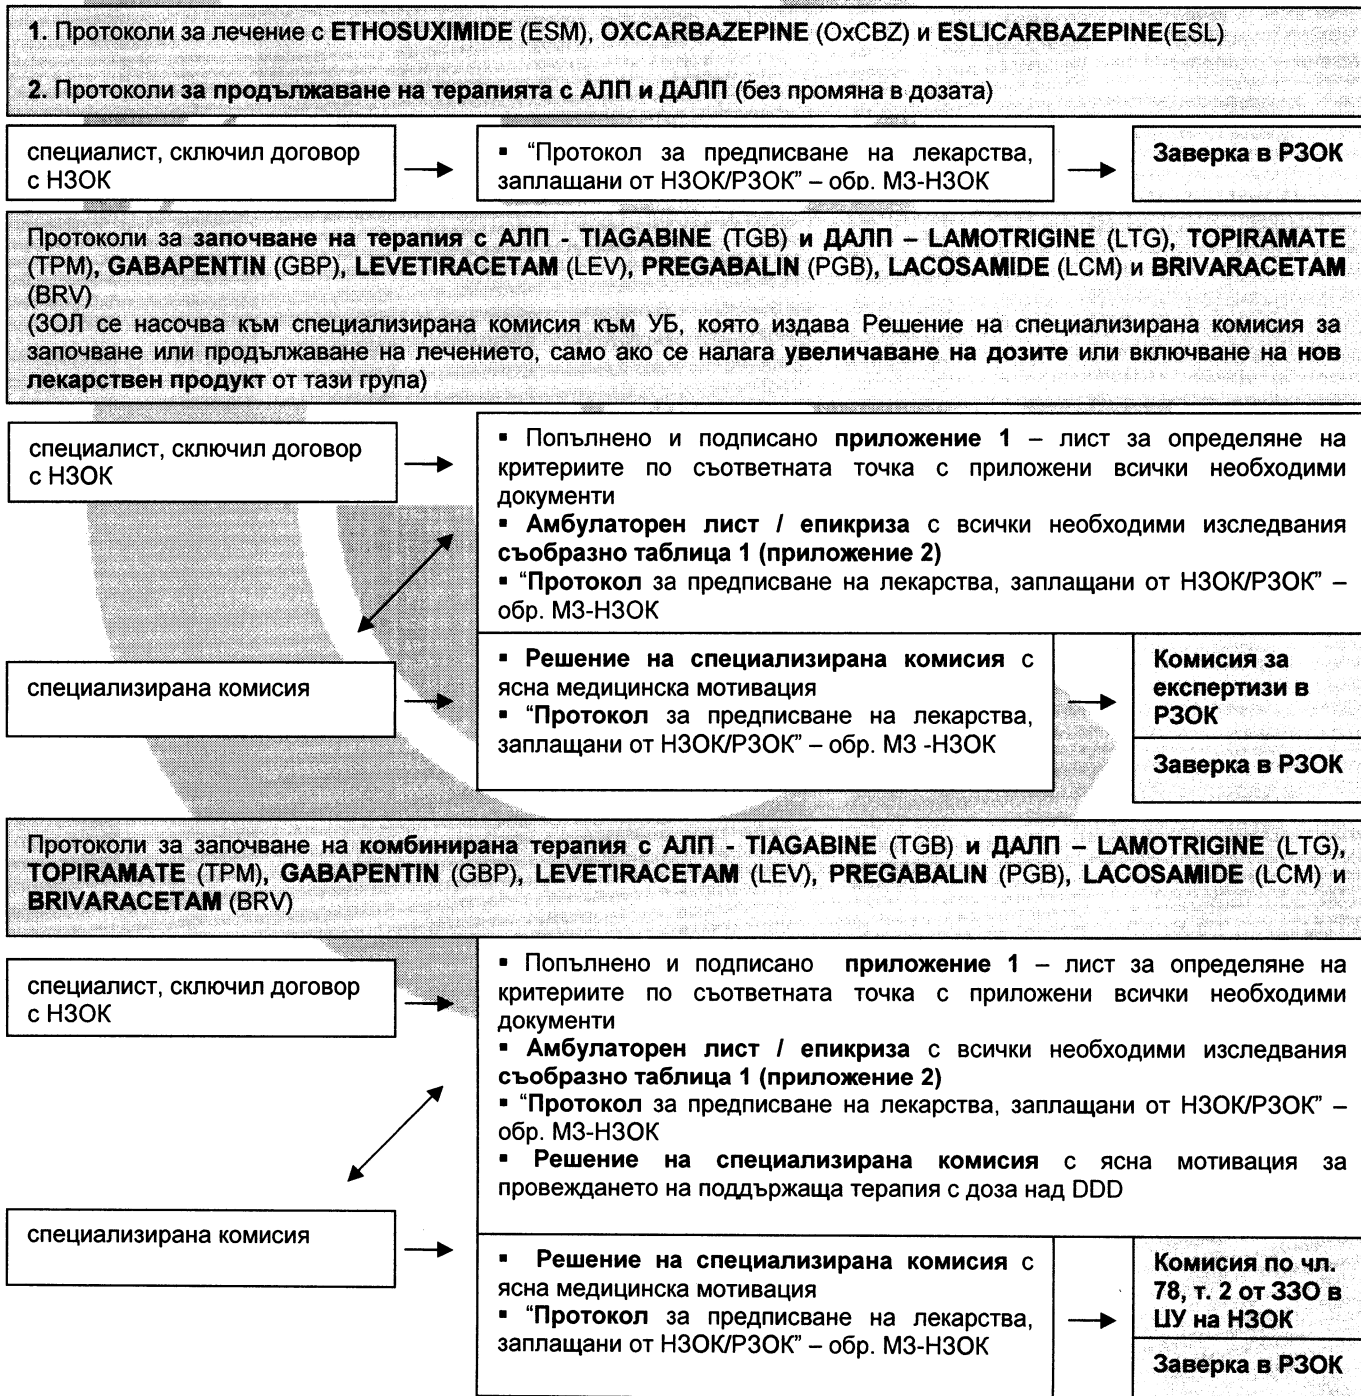 1. Протоколи за лечение с ETHOSUXIMIDE (ESM), OXCARBAZEPINE (OxCBZ) и ESLICARBAZEPINE(ESL)
2. Протоколи за продължаване на терапията с АЛП и ДАЛП (без промяна в дозата)
специалист, сключил договор
с НЗОК
▪ “Протокол за предписване на лекарства,
заплащани от НЗОК/РЗОК” – обр. МЗ-НЗОК
Заверка в РЗОК
Протоколи за започване на терапия с АЛП - TIAGABINE (TGB) и ДАЛП – LAMOTRIGINE (LTG), TOPIRAMATE
(TPM), GABAPENTIN (GBP), LEVETIRACETAM (LEV), PREGABALIN (PGB), LACOSAMIDE (LCM) и BRIVARACETAM
(BRV)
(ЗОЛ се насочва към специализирана комисия към УБ, която издава Решение на специализирана комисия за
започване или продължаване на лечението, само ако се налага увеличаване на дозите или включване на нов
лекарствен продукт от тази група)
специалист, сключил договор
с НЗОК
▪ Попълнено и подписано приложение 1 – лист за определяне на
критериите по съответната точка с приложени всички необходими
документи
▪ Амбулаторен лист / епикриза с всички необходими изследвания
съобразно таблица 1 (приложение 2)
▪ “Протокол за предписване на лекарства, заплащани от НЗОК/РЗОК” –
обр. МЗ-НЗОК
специализирана комисия
▪ Решение на специализирана комисия с
ясна медицинска мотивация
▪ “Протокол за предписване на лекарства,
заплащани от НЗОК/РЗОК” – обр. МЗ -НЗОК
Комисия за
експертизи в
РЗОК
Заверка в РЗОК
Протоколи за започване на комбинирана терапия с АЛП - TIAGABINE (TGB) и ДАЛП – LAMOTRIGINE (LTG),
TOPIRAMATE (TPM), GABAPENTIN (GBP), LEVETIRACETAM (LEV), PREGABALIN (PGB), LACOSAMIDE (LCM) и
BRIVARACETAM (BRV)
специалист, сключил договор
с НЗОК
▪ Попълнено и подписано приложение 1 – лист за определяне на
критериите по съответната точка с приложени всички необходими
документи
▪ Амбулаторен лист / епикриза с всички необходими изследвания
съобразно таблица 1 (приложение 2)
▪ “Протокол за предписване на лекарства, заплащани от НЗОК/РЗОК” –
обр. МЗ-НЗОК
▪ Решение на специализирана комисия с ясна мотивация за
провеждането на поддържаща терапия с доза над DDD
специализирана комисия
▪ Решение на специализирана комисия с
ясна медицинска мотивация
▪ “Протокол за предписване на лекарства,
заплащани от НЗОК/РЗОК” – обр. МЗ-НЗОК
Комисия по чл.
78, т. 2 от ЗЗО в
ЦУ на НЗОК
Заверка в РЗОК